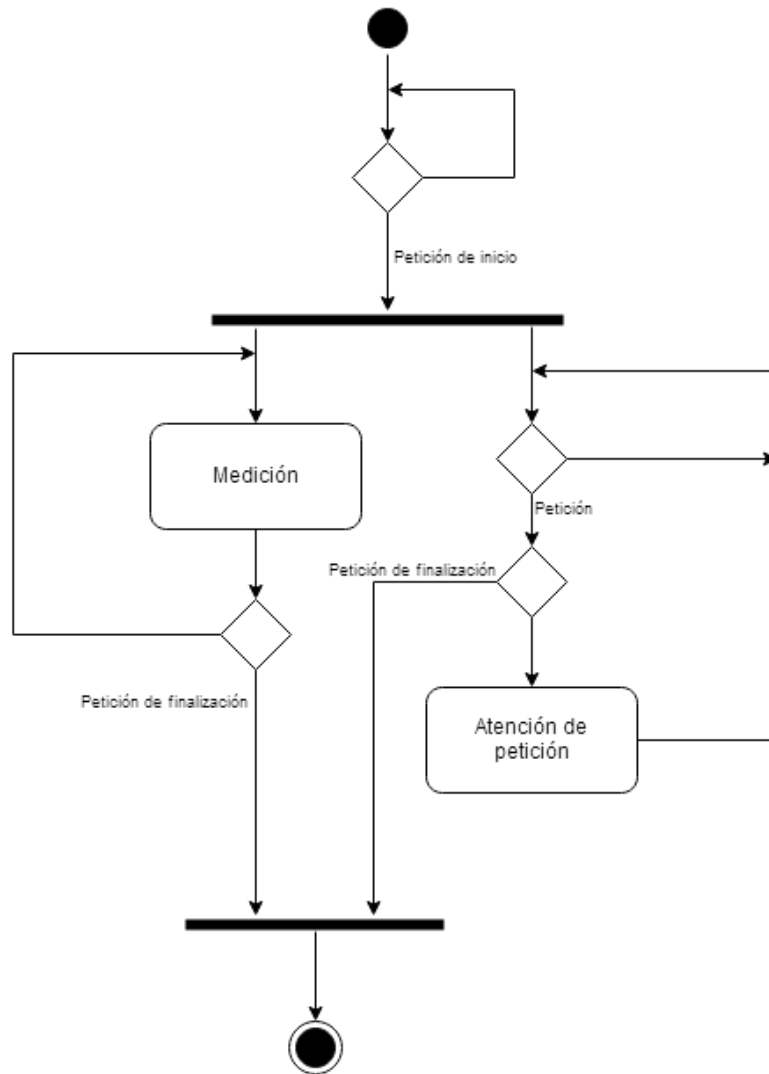 Petición de inicio
Medición
Petición
Petición de finalización
Petición de finalización
Atención de
petición